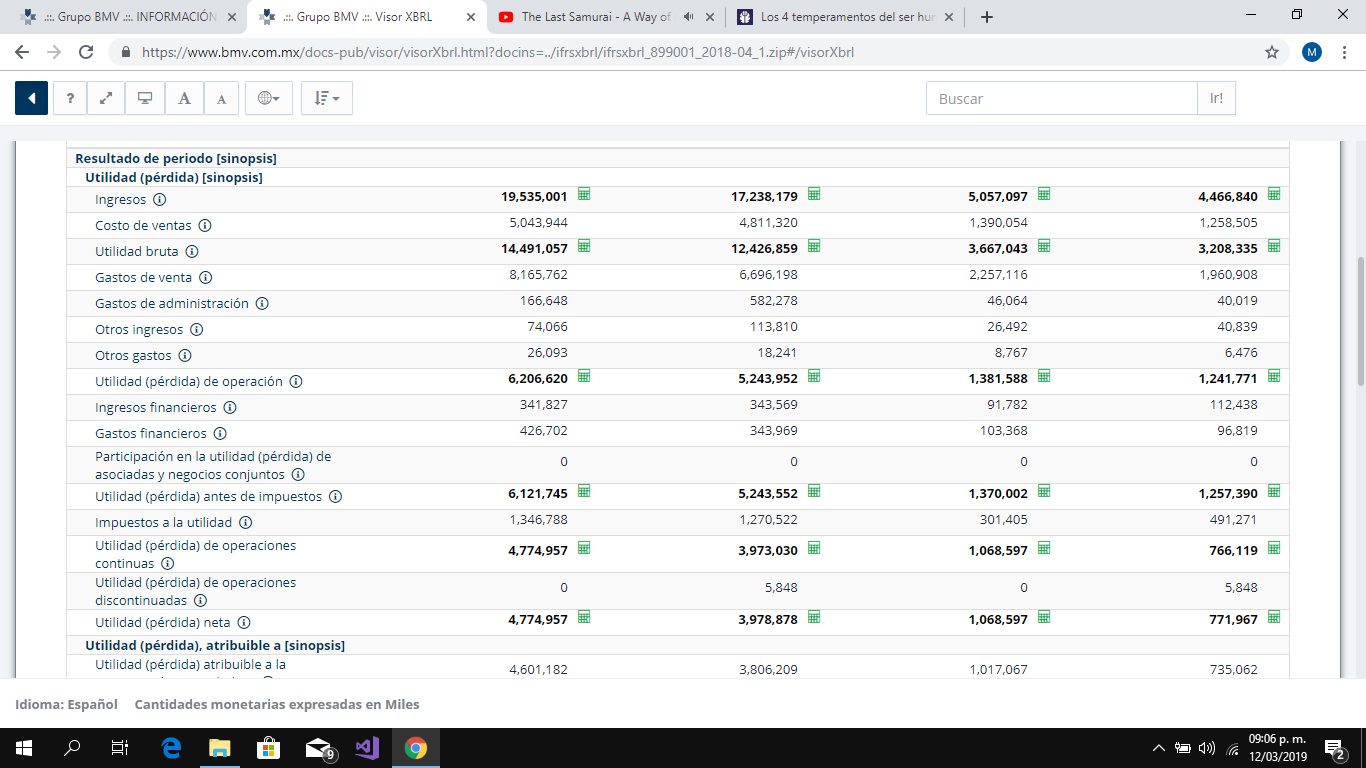 .::. Grupo BMV .::. INFORMACIÓN
.::. Grupo BMV .::. Visor XBRL
The Last Samurai - A Way of
Los 4 temperamentos del ser hur
https://www.bmv.com.mx/docs-pub/visor/visorXbrl.html?docins=../ifrsxbrl/ifrsxbrl_899001_2018-04_1.zip#/visorXbrl
M
? A A Buscar Ir!
Resultado de periodo [sinopsis]
Utilidad (pérdida) [sinopsis]
Ingresos 19,535,001 17,238,179 5,057,097 4,466,840
Costo de ventas 5,043,944 4,811,320 1,390,054 1,258,505
Utilidad bruta 14,491,057 12,426,859 3,667,043 3,208,335
Gastos de venta 8,165,762 6,696,198 2,257,116 1,960,908
Gastos de administración 166,648 582,278 46,064 40,019
Otros ingresos 74,066 113,810 26,492 40,839
Otros gastos 26,093 18,241 8,767 6,476
Utilidad (pérdida) de operación 6,206,620 5,243,952 1,381,588 1,241,771
Ingresos financieros 341,827 343,569 91,782 112,438
Gastos financieros 426,702 343,969 103,368 96,819
Participación en la utilidad (pérdida) de
asociadas y negocios conjuntos 0 0 0 0
Utilidad (pérdida) antes de impuestos 6,121,745 5,243,552 1,370,002 1,257,390
Impuestos a la utilidad 1,346,788 1,270,522 301,405 491,271
Utilidad (pérdida) de operaciones
continuas 4,774,957 3,973,030 1,068,597 766,119
Utilidad (pérdida) de operaciones
discontinuadas 0 5,848 0 5,848
Utilidad (pérdida) neta 4,774,957 3,978,878 1,068,597 771,967
Utilidad (pérdida), atribuible a [sinopsis]
Utilidad (pérdida) atribuible a la 4,601,182 3,806,209 1,017,067 735,062
Idioma: Español Cantidades monetarias expresadas en Miles
9
09:06 p. m.
12/03/2019
2